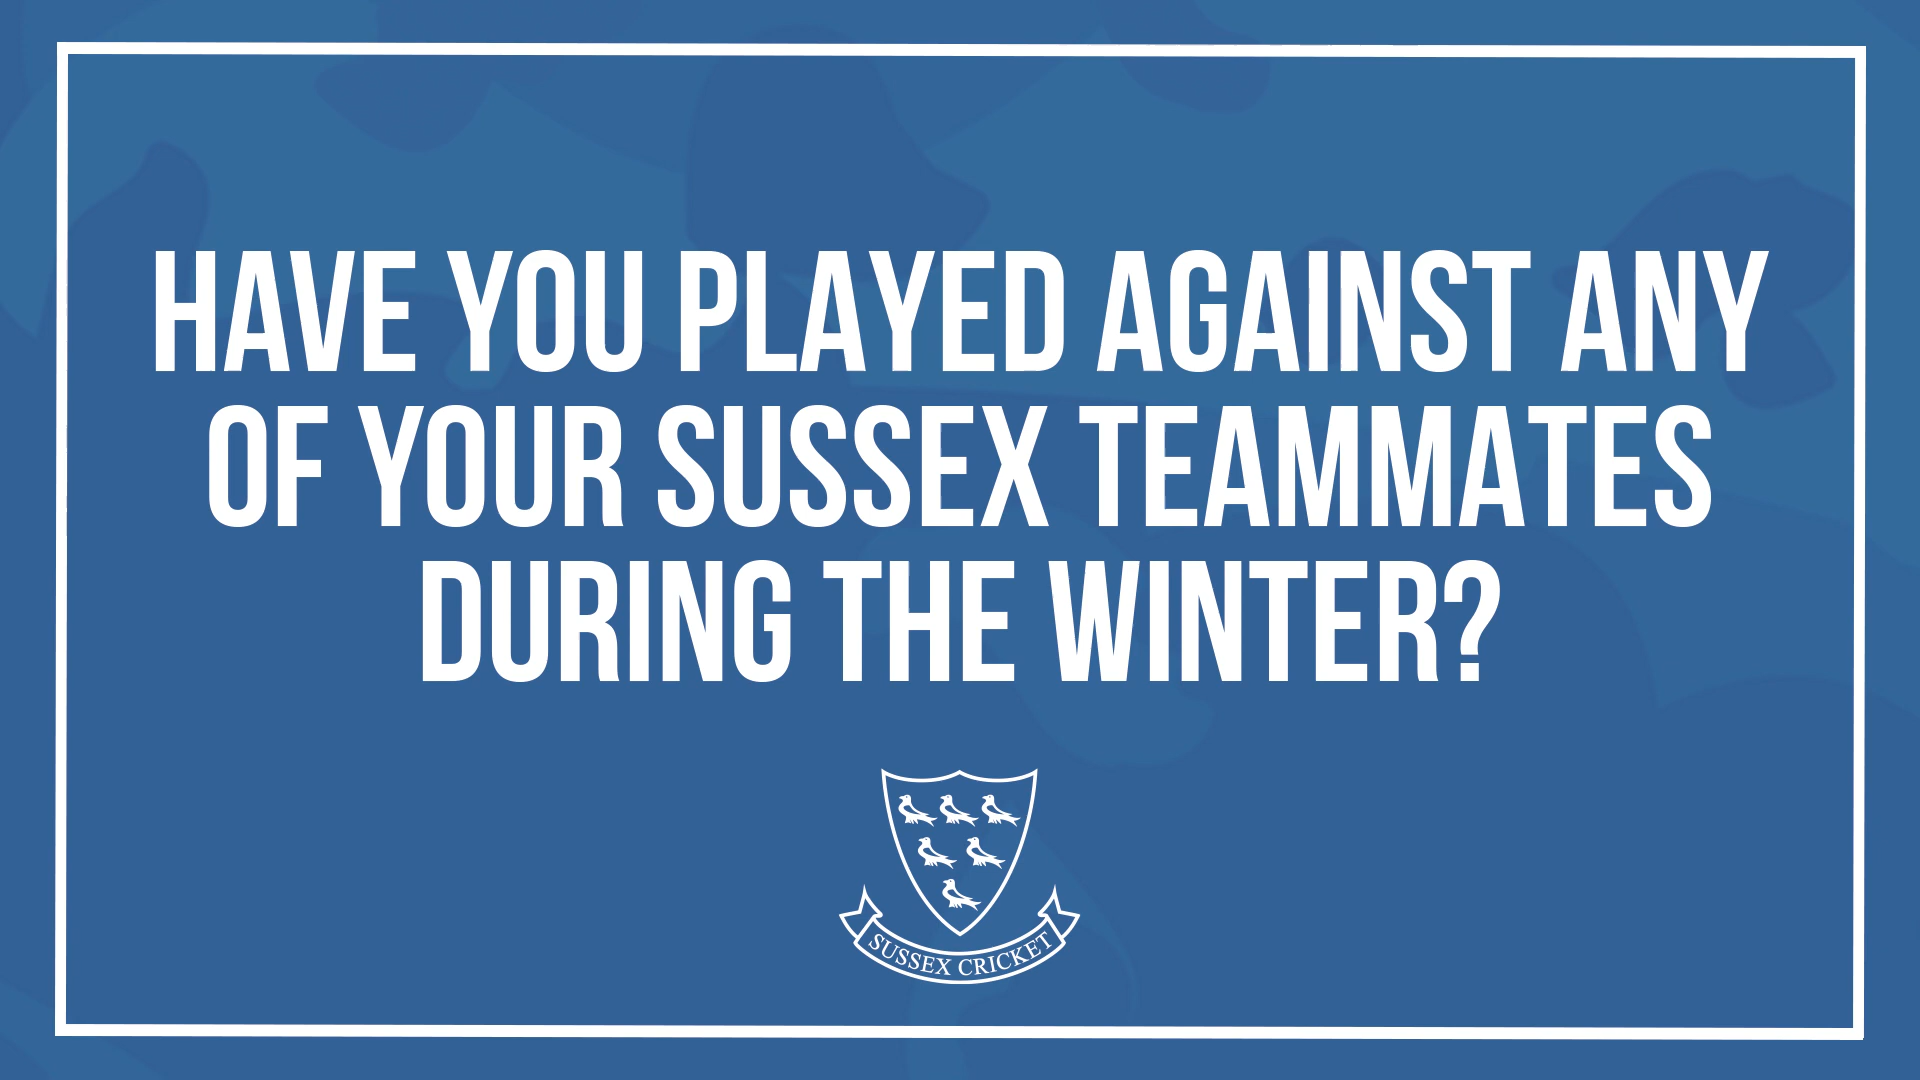 HAVE YOU PLAYED AGAINST ANY
OF YOUR SUSSEX TEAMMATES
DURING THE WINTER?
SUSSEX CRICKET